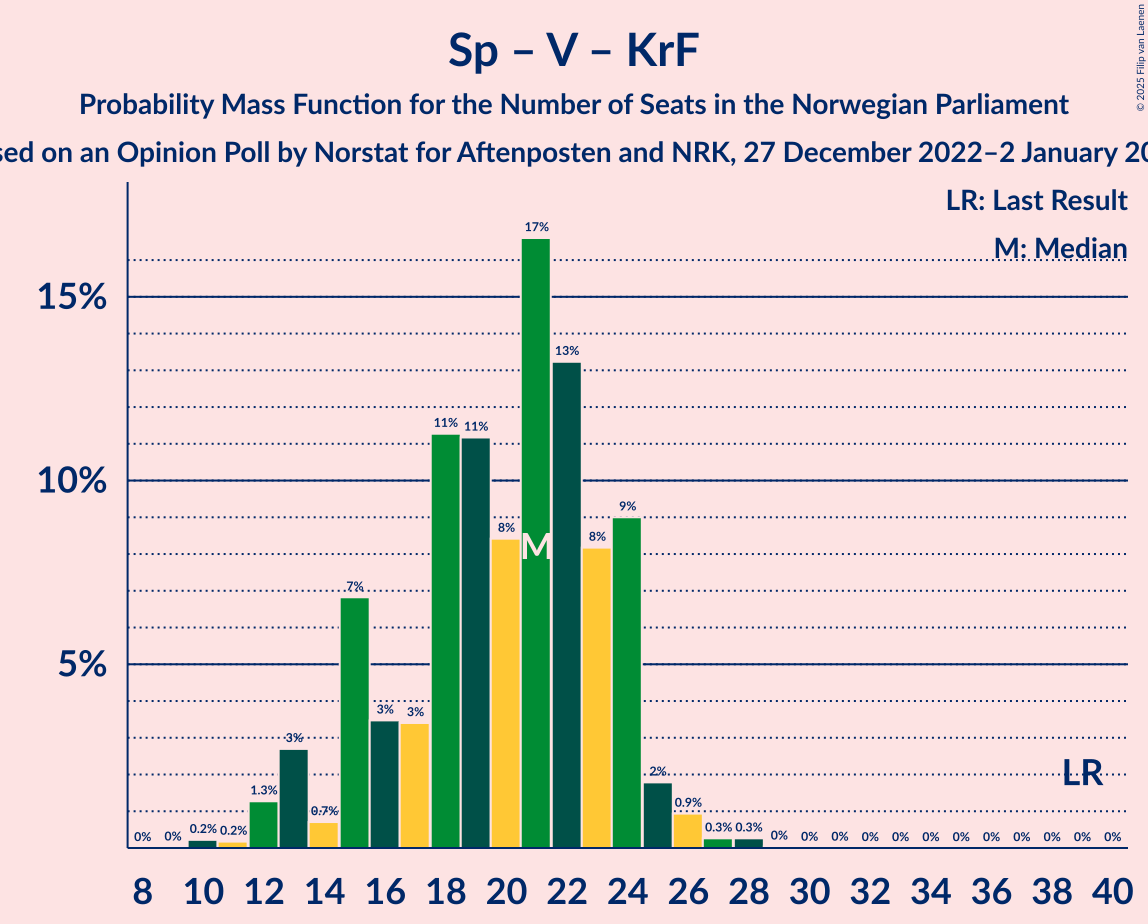 Sp – V – KrF
Probability Mass Function for the Number of Seats in the Norwegian Parliament
on an Opinion Poll by Norstat for Aftenposten and NRK, 27 December 2022–2 January
© 2025 Filip van Laenen
LR: Last Result
M: Median
15%
10%
5%
0% 0% 0.2% 0.2% 1.3% 3% 0.7% 7% 3% 3% 11% 11% 8% 17% 13% 8% 9% 2% 0.9% 0.3% 0.3% 0% 0% 0% 0% 0% 0% 0% 0% 0% 0% 0% 0%
M
LR
8 10 12 14 16 18 20 22 24 26 28 30 32 34 36 38 40